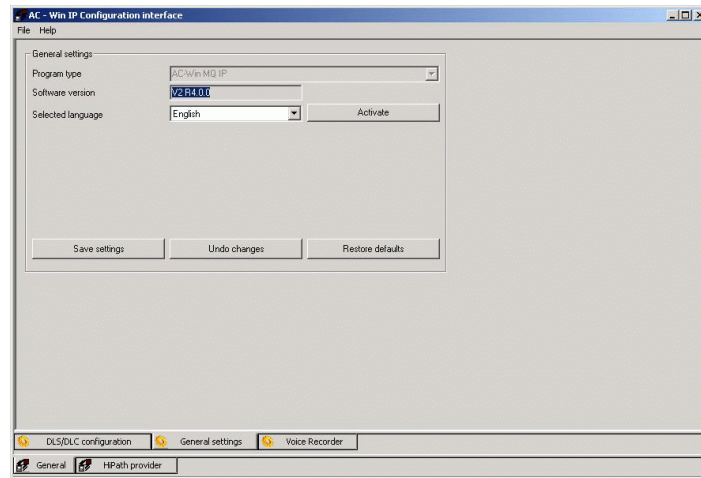 AC - Win IP Configuration interface
File Help
General settings
Program type AC-Win MQ IP
Software version V2 R4.0.0
Selected language English Activate
Save settings Undo changes Restore defaults
DLS/DLC configuration General settings Voice Recorder
General HiPath provider